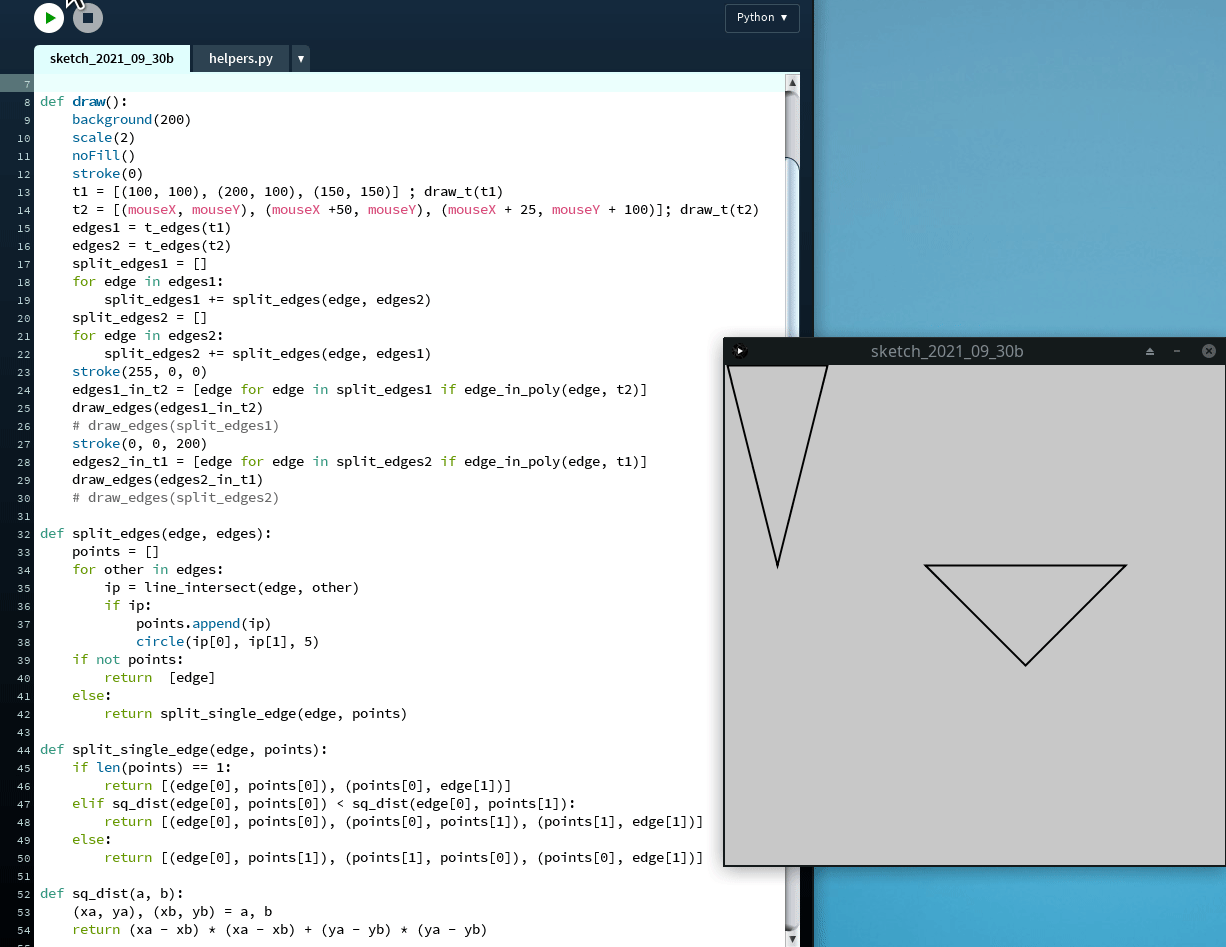 Python ▾
sketch_2021_09_30b helpers.py ▾
7
8 def draw():
9     background(200)
10     scale(2)
11     noFill()
12     stroke(0)
13     t1 = [(100, 100), (200, 100), (150, 150)] ; draw_t(t1)
14     t2 = [(mouseX, mouseY), (mouseX +50, mouseY), (mouseX + 25, mouseY + 100)]; draw_t(t2)
15     edges1 = t_edges(t1)
16     edges2 = t_edges(t2)
17     split_edges1 = []
18     for edge in edges1:
19         split_edges1 += split_edges(edge, edges2)
20     split_edges2 = []
21     for edge in edges2:
22         split_edges2 += split_edges(edge, edges1)
23     stroke(255, 0, 0)
24     edges1_in_t2 = [edge for edge in split_edges1 if edge_in_poly(edge, t2)]
25     draw_edges(edges1_in_t2)
26     # draw_edges(split_edges1)
27     stroke(0, 0, 200)
28     edges2_in_t1 = [edge for edge in split_edges2 if edge_in_poly(edge, t1)]
29     draw_edges(edges2_in_t1)
30     # draw_edges(split_edges2)
31
32 def split_edges(edge, edges):
33     points = []
34     for other in edges:
35         ip = line_intersect(edge, other)
36         if ip:
37             points.append(ip)
38             circle(ip[0], ip[1], 5)
39     if not points:
40         return  [edge]
41     else:
42         return split_single_edge(edge, points)
43
44 def split_single_edge(edge, points):
45     if len(points) == 1:
46         return [(edge[0], points[0]), (points[0], edge[1])]
47     elif sq_dist(edge[0], points[0]) < sq_dist(edge[0], points[1]):
48         return [(edge[0], points[0]), (points[0], points[1]), (points[1], edge[1])]
49     else:
50         return [(edge[0], points[1]), (points[1], points[0]), (points[0], edge[1])]
51
52 def sq_dist(a, b):
53     (xa, ya), (xb, yb) = a, b
54     return (xa - xb) * (xa - xb) + (ya - yb) * (ya - yb)
sketch_2021_09_30b